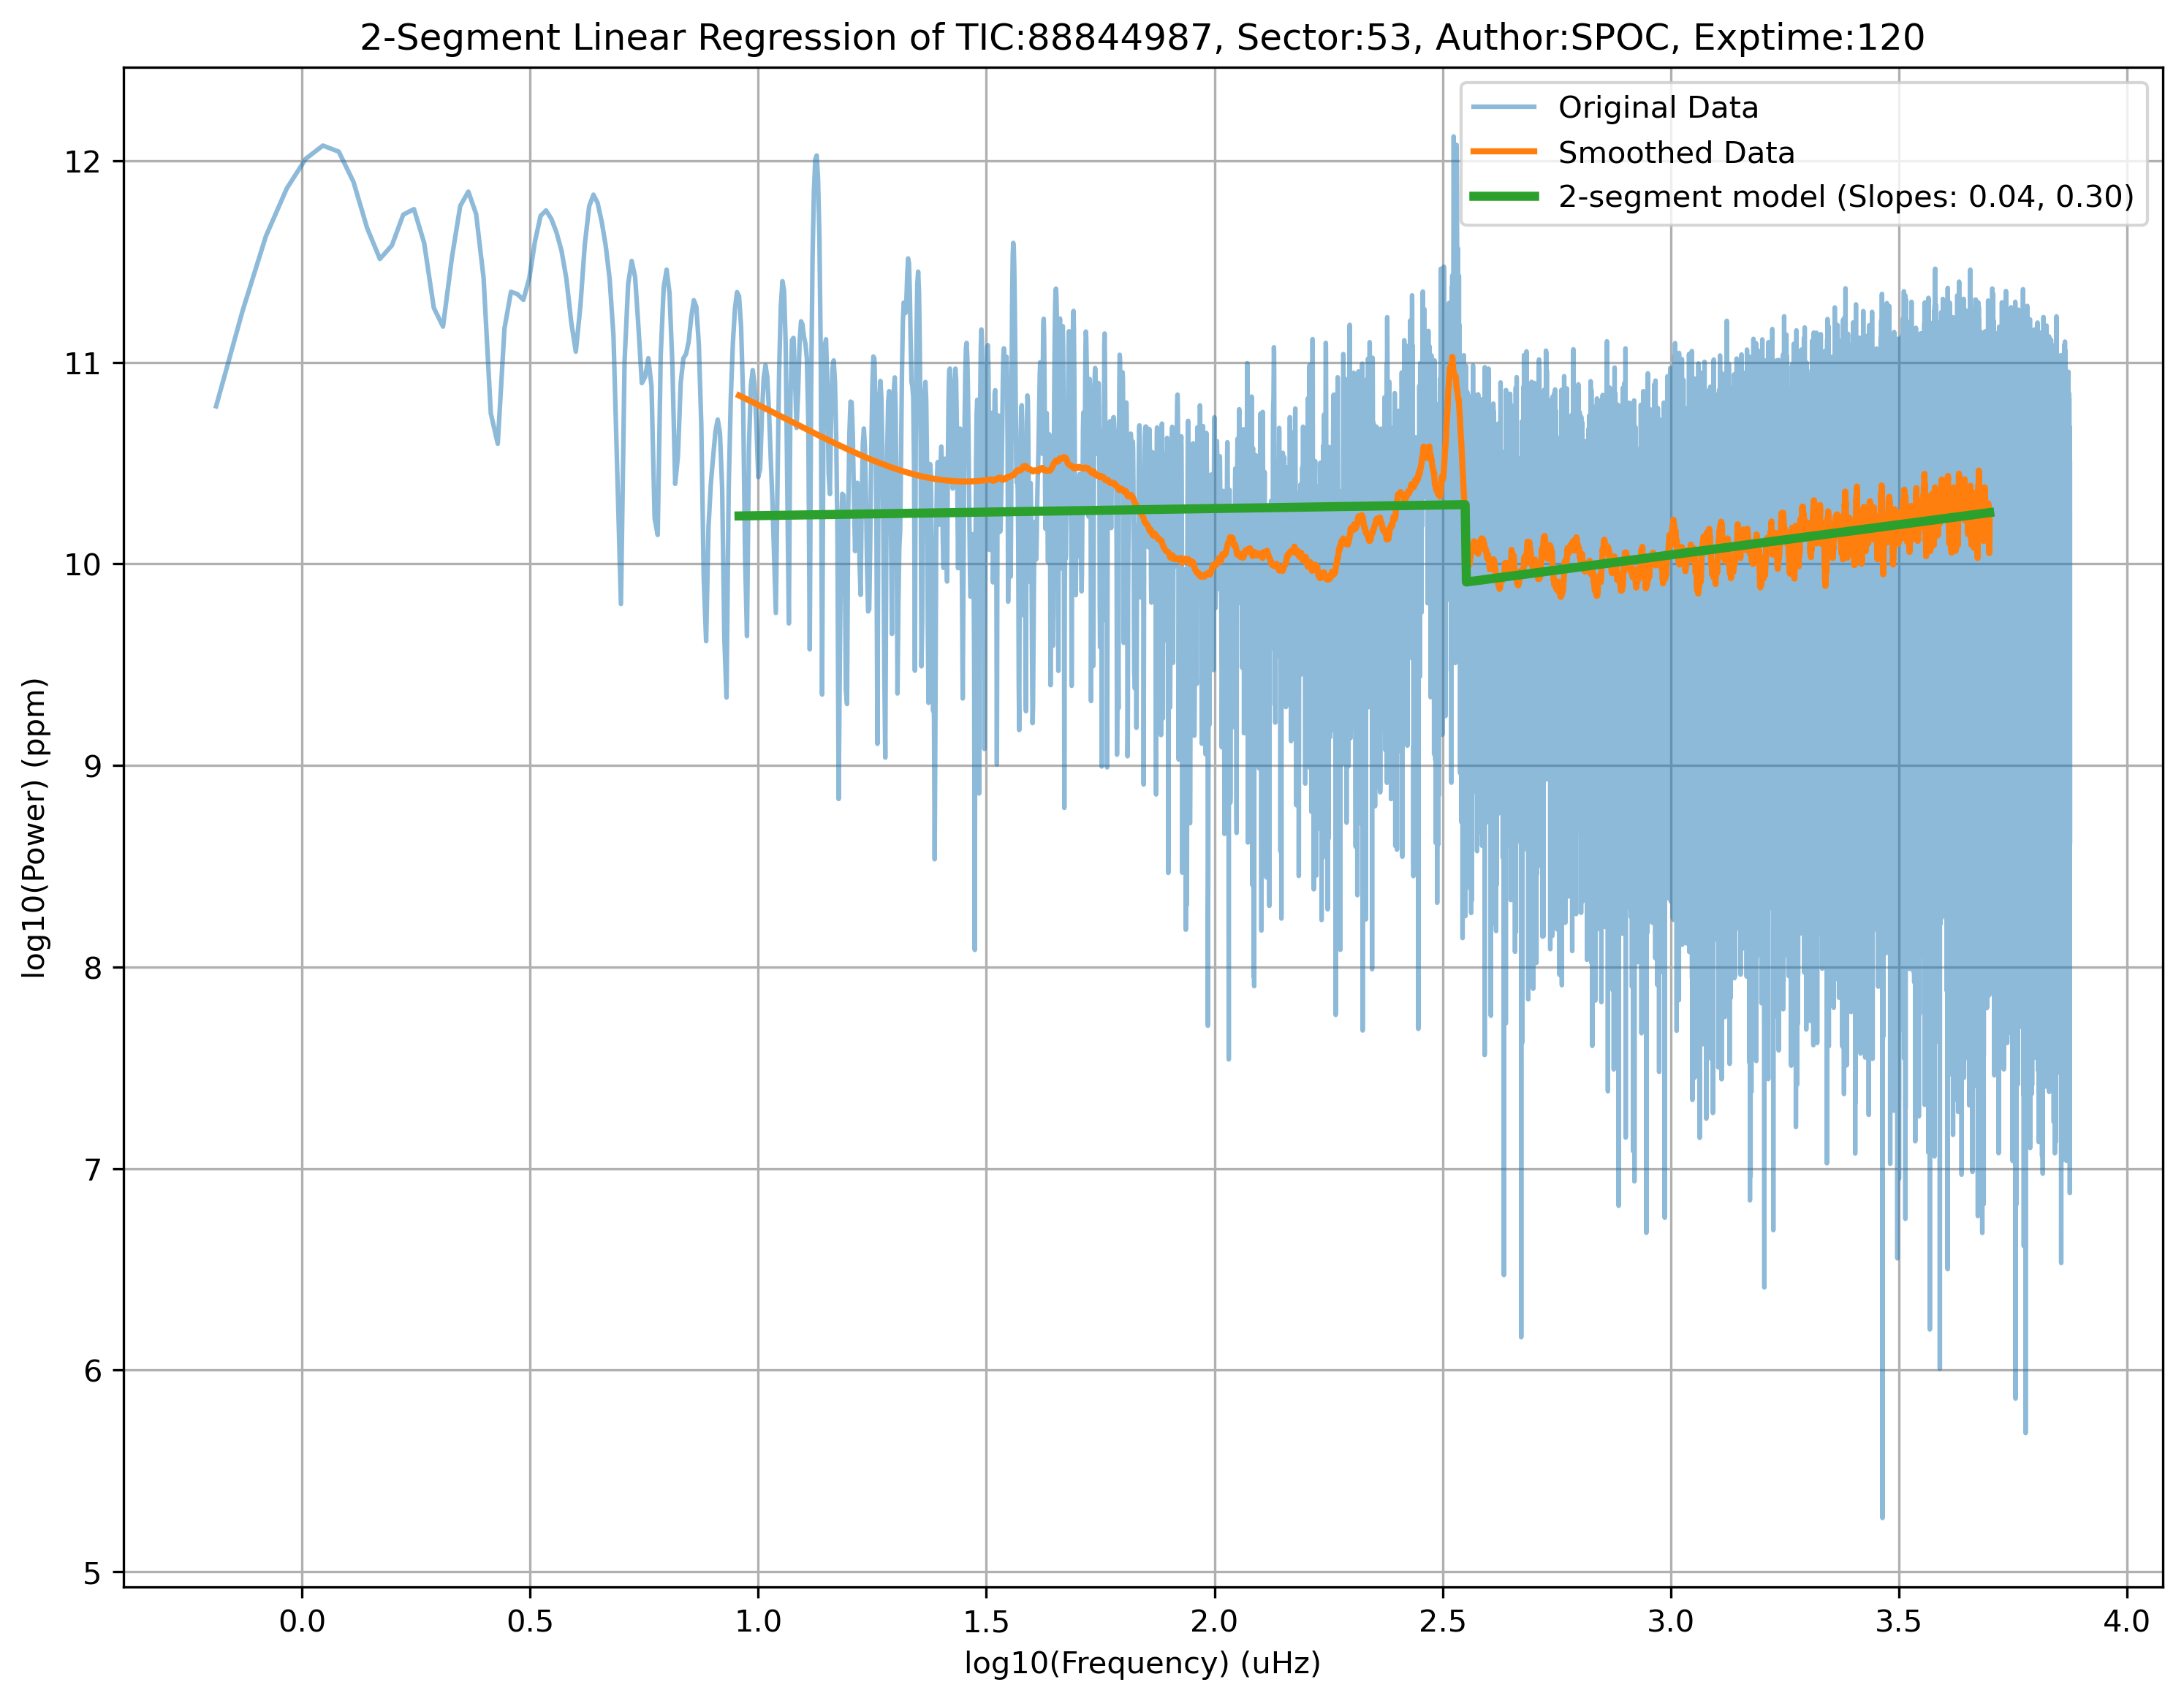 2-Segment Linear Regression of TIC:88844987, Sector:53, Author:SPOC, Exptime:120
Original Data
Smoothed Data
2-segment model (Slopes: 0.04, 0.30)
log10(Power) (ppm)
12
11
10
9
8
7
6
5
0.0 0.5 1.0 1.5 2.0 2.5 3.0 3.5 4.0
log10(Frequency) (uHz)